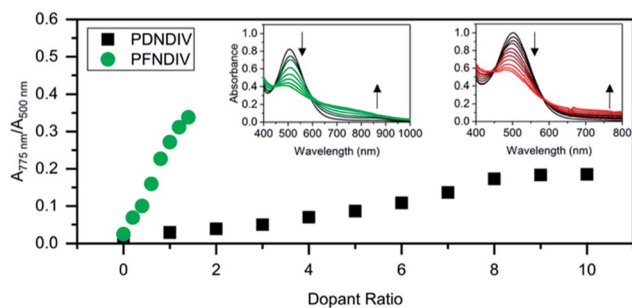 0.6
0.5
0.4
0.3
0.2
0.1
0.0
A775 nm/A500 nm
PDNDIV
PFNDIV
0 2 4 6 8 10
Dopant Ratio
1.0
0.8
0.6
0.4
0.2
0.0
Absorbance
400 500 600 700 800 900 1000
Wavelength (nm)
1.0
0.8
0.6
0.4
0.2
0.0
400 500 600 700 800
Wavelength (nm)